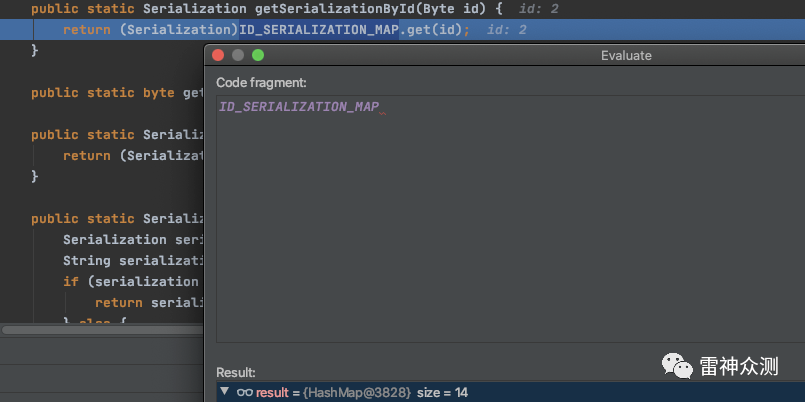 public static Serialization getSerializationById(Byte id) { id: 2
return (Serialization)ID_SERIALIZATION_MAP.get(id); id: 2
}
Evaluate
Code fragment:
public static byte get
ID_SERIALIZATION_MAP
public static Seriali
return (Serializat
}
public static Seriali
Serialization seri
String serializati
if (serialization
return seriali
} else {
Result:
雷神众测
result = {HashMap@3828} size = 14